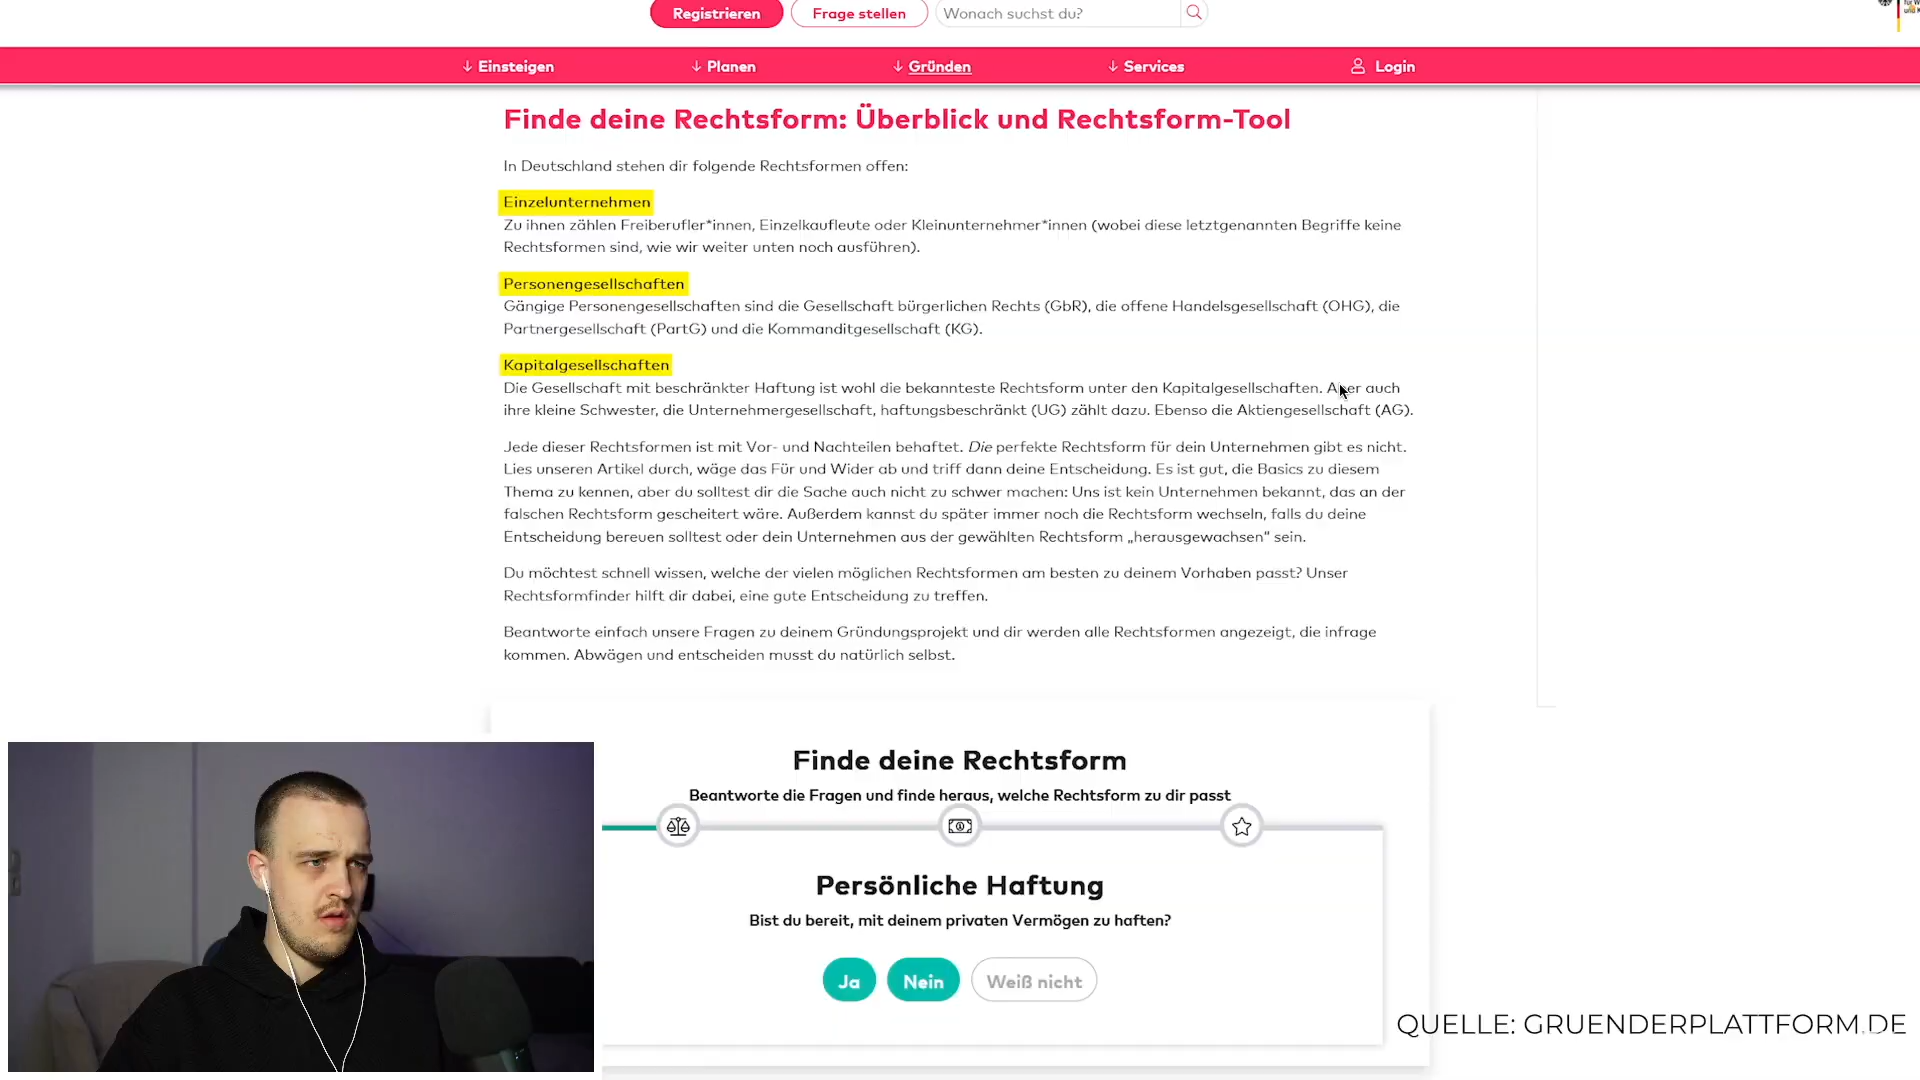 Registrieren
Frage stellen
Wonach suchst du?
Einsteigen
Planen
Gründen
Services
Login
Finde deine Rechtsform: Überblick und Rechtsform-Tool
In Deutschland stehen dir folgende Rechtsformen offen:
Einzelunternehmen
Zu ihnen zählen Freiberufler*innen, Einzelkaufleute oder Kleinunternehmer*innen (wobei diese letztgenannten Begriffe keine
Rechtsformen sind, wie wir weiter unten noch ausführen).
Personengesellschaften
Gängige Personengesellschaften sind die Gesellschaft bürgerlichen Rechts (GbR), die offene Handelsgesellschaft (OHG), die
Partnergesellschaft (PartG) und die Kommanditgesellschaft (KG).
Kapitalgesellschaften
Die Gesellschaft mit beschränkter Haftung ist wohl die bekannteste Rechtsform unter den Kapitalgesellschaften. Aber auch
ihre kleine Schwester, die Unternehmergesellschaft, haftungsbeschränkt (UG) zählt dazu. Ebenso die Aktiengesellschaft (AG).
Jede dieser Rechtsformen ist mit Vor- und Nachteilen behaftet. Die perfekte Rechtsform für dein Unternehmen gibt es nicht.
Lies unseren Artikel durch, wäge das Für und Wider ab und triff dann deine Entscheidung. Es ist gut, die Basics zu diesem
Thema zu kennen, aber du solltest dir die Sache auch nicht zu schwer machen: Uns ist kein Unternehmen bekannt, das an der
falschen Rechtsform gescheitert wäre. Außerdem kannst du später immer noch die Rechtsform wechseln, falls du deine
Entscheidung bereuen solltest oder dein Unternehmen aus der gewählten Rechtsform „herausgewachsen“ sein.
Du möchtest schnell wissen, welche der vielen möglichen Rechtsformen am besten zu deinem Vorhaben passt? Unser
Rechtsformfinder hilft dir dabei, eine gute Entscheidung zu treffen.
Beantworte einfach unsere Fragen zu deinem Gründungsprojekt und dir werden alle Rechtsformen angezeigt, die infrage
kommen. Abwägen und entscheiden musst du natürlich selbst.
Finde deine Rechtsform
Beantworte die Fragen und finde heraus, welche Rechtsform zu dir passt
Persönliche Haftung
Bist du bereit, mit deinem privaten Vermögen zu haften?
Ja
Nein
Weiß nicht
QUELLE: GRUENDERPLATTFORM.DE